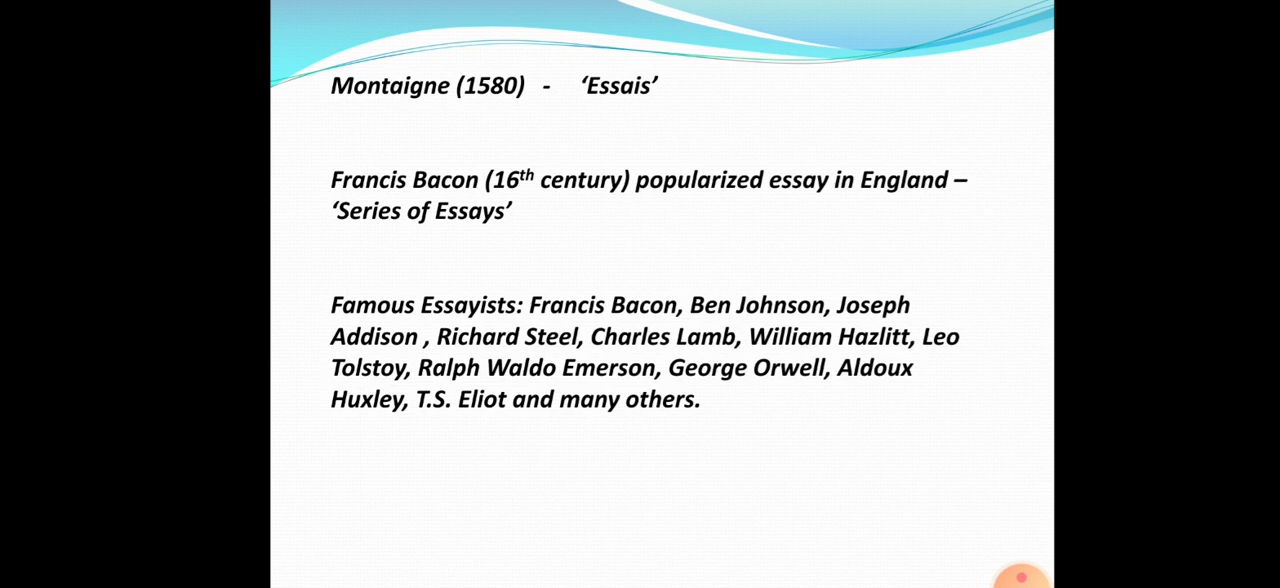 Montaigne (1580) - ‘Essais’
Francis Bacon (16th century) popularized essay in England –
‘Series of Essays’
Famous Essayists: Francis Bacon, Ben Johnson, Joseph
Addison , Richard Steel, Charles Lamb, William Hazlitt, Leo
Tolstoy, Ralph Waldo Emerson, George Orwell, Aldoux
Huxley, T.S. Eliot and many others.